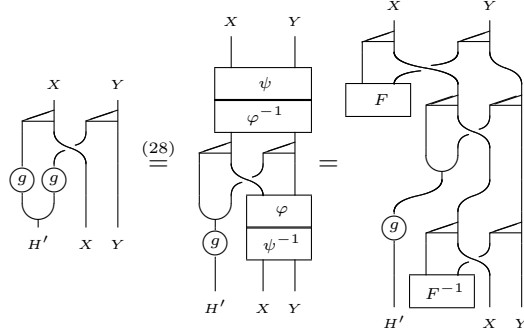 X Y
g g
H′ X Y
(28)
=
X Y
ψ
φ⁻¹
φ
g
ψ⁻¹
H′ X Y
=
X Y
F
g
F⁻¹
H′ X Y